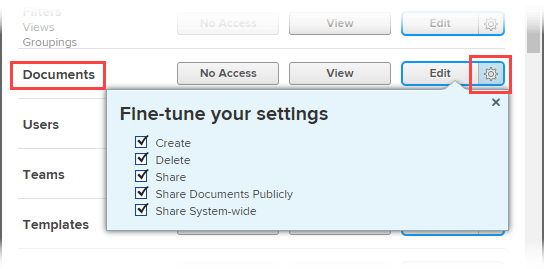 Filters
No Access View Edit
Views
Groupings
Documents No Access View Edit
Fine-tune your settings
Users
Create
Delete
Teams
Share
Share Documents Publicly
Share System-wide
Templates